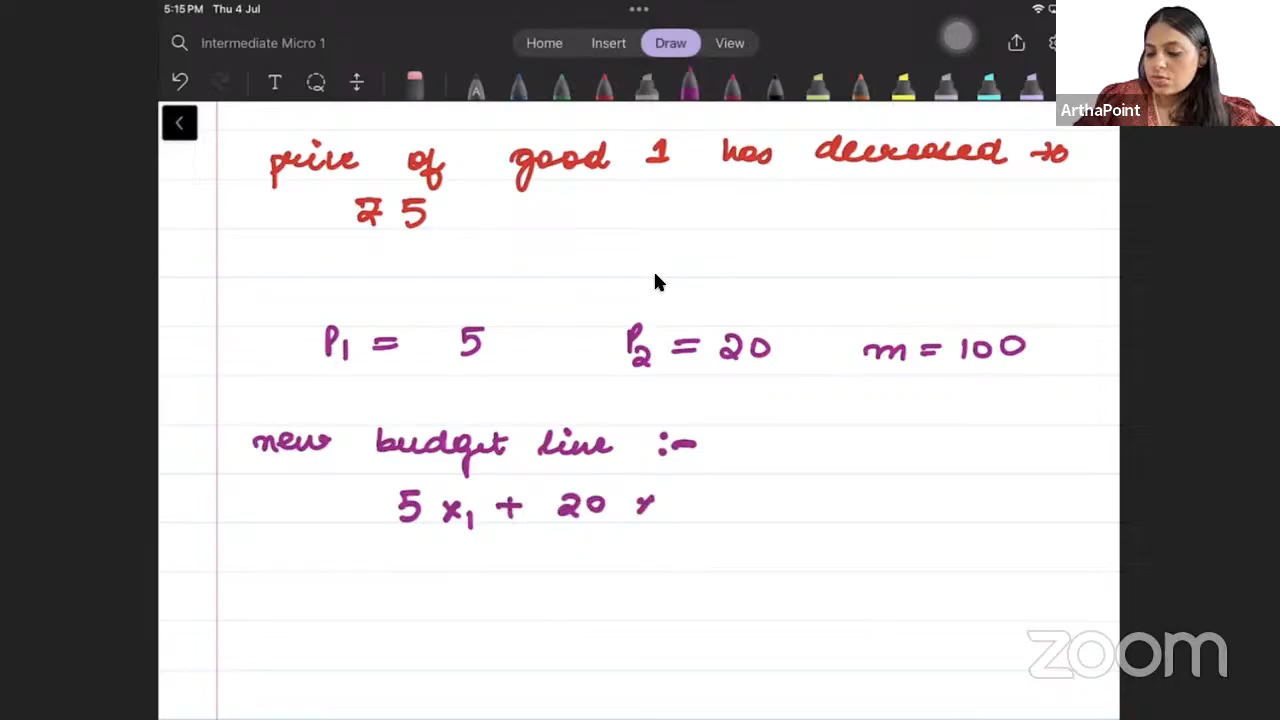 5:15 PM Thu 4 Jul
Intermediate Micro 1
Home Insert Draw View
T
A
ArthaPoint
price of good 1 has decreased to
₹ 5
P₁ = 5 P₂ = 20 m = 100
new budget line :-
5 x₁ + 20 x
zoom